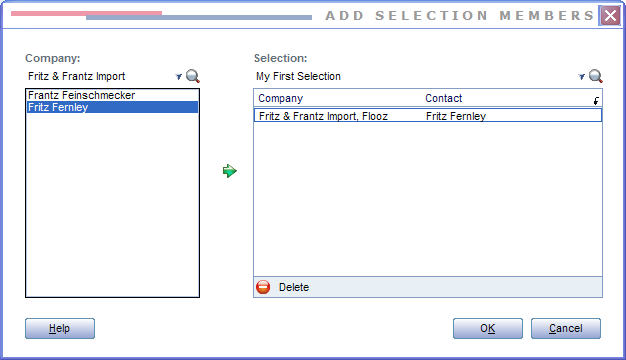 ADD SELECTION MEMBERS
Company:
Fritz & Frantz Import
Frantz Feinschmecker
Fritz Fernley
Selection:
My First Selection
Company Contact
Fritz & Frantz Import, Flooz Fritz Fernley
Delete
Help OK Cancel